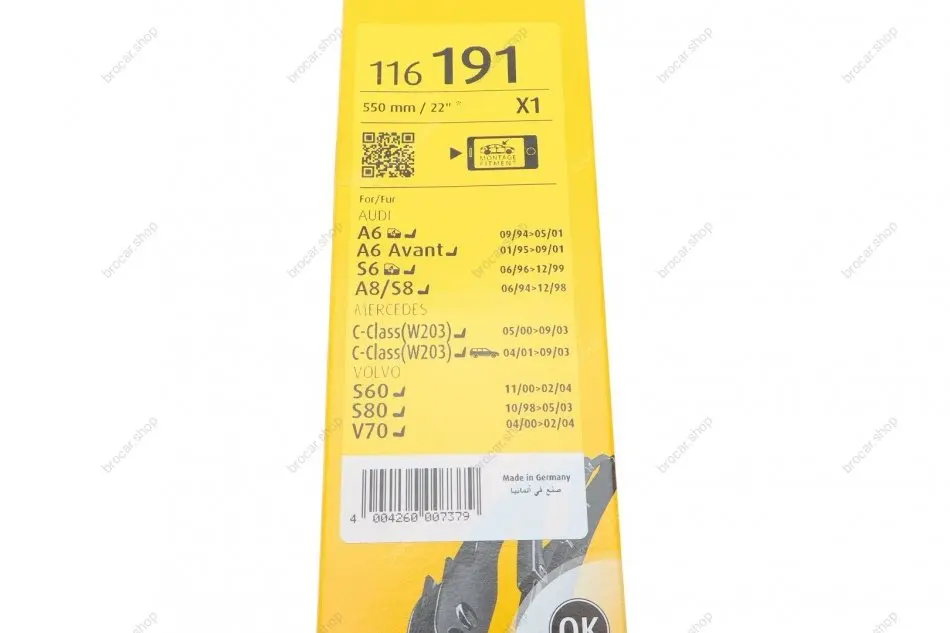 116 191
550 mm / 22" * X1
MONTAGE
FITMENT
For/Für
AUDI
A6 09/94>05/01
A6 Avant 01/95>09/01
S6 06/96>12/99
A8/S8 06/94>12/98
MERCEDES
C-Class(W203) 05/00>09/03
C-Class(W203) 04/01>09/03
VOLVO
S60 11/00>02/04
S80 10/98>05/03
V70 04/00>02/04
Made in Germany
صنع في ألمانيا
4 004260 007379
OK
brocar.shop